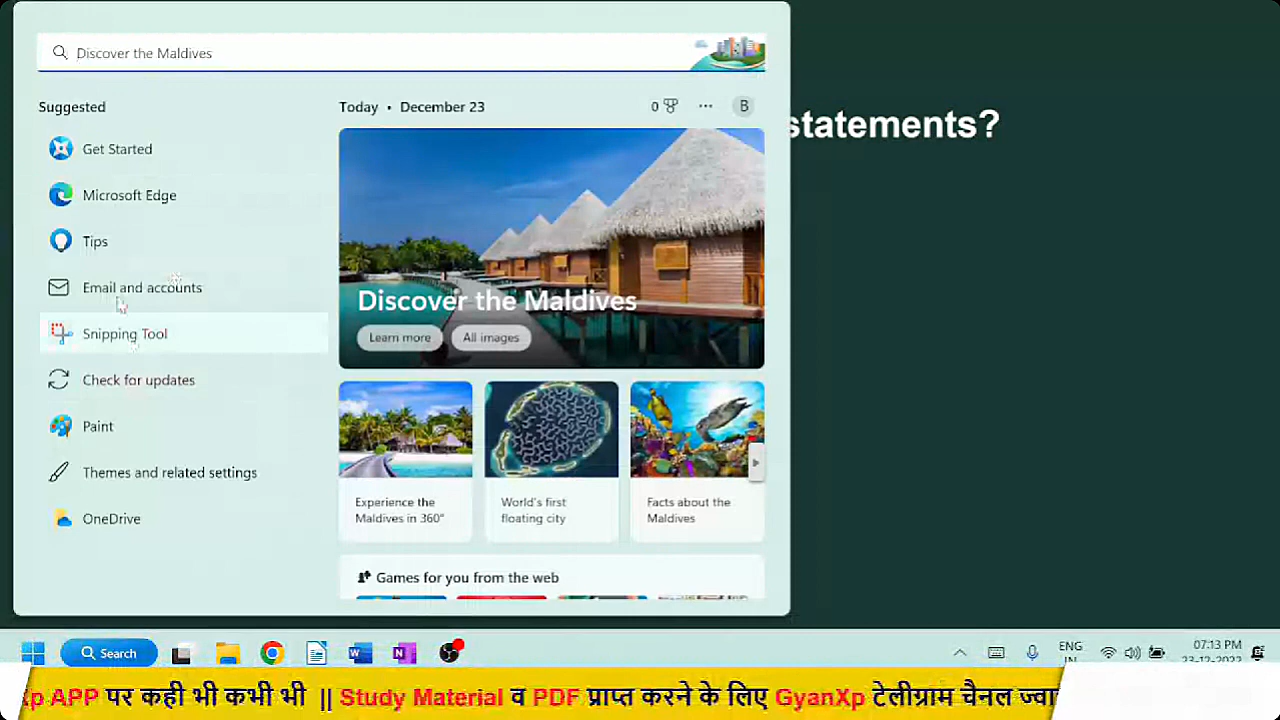 Discover the Maldives
Suggested
Today • December 23
0
B
statements?
Get Started
Microsoft Edge
Tips
Email and accounts
Snipping Tool
Check for updates
Paint
Themes and related settings
OneDrive
Discover the Maldives
Learn more
All images
Experience the
Maldives in 360°
World's first
floating city
Facts about the
Maldives
Games for you from the web
Search
ENG
IN
07:13 PM
23-12-2022
APP पर कही भी कभी भी || Study Material व PDF प्राप्त करने के लिए GyanXp टेलीग्राम चैनल